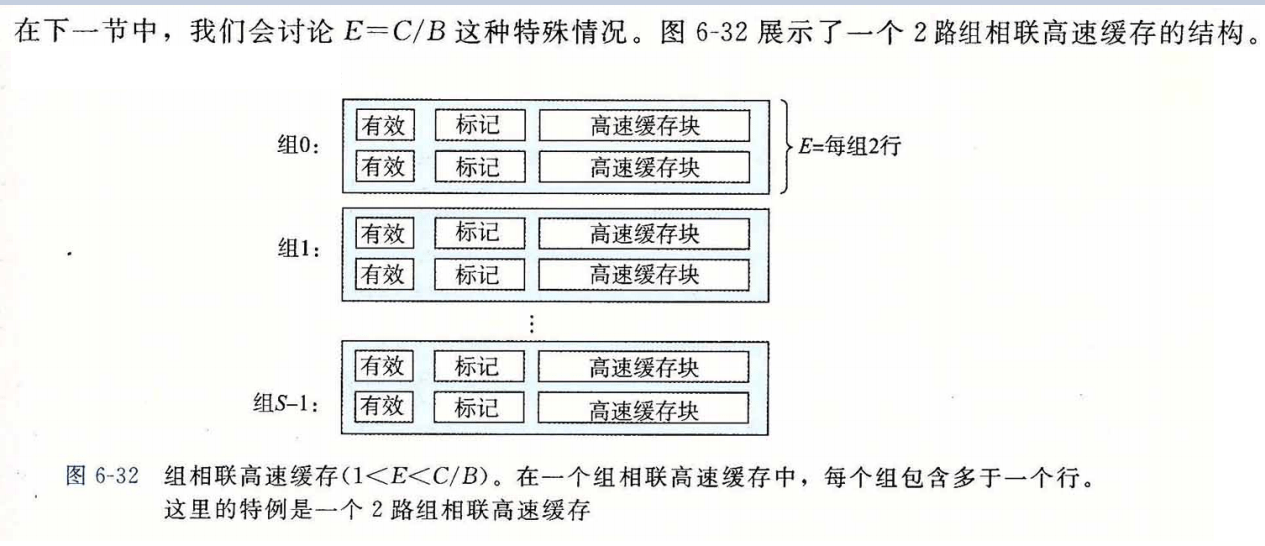 在下一节中，我们会讨论 E=C/B 这种特殊情况。图 6-32 展示了一个 2 路组相联高速缓存的结构。
组0：
有效 标记 高速缓存块
有效 标记 高速缓存块
E=每组2行
组1：
有效 标记 高速缓存块
有效 标记 高速缓存块
⋮
组S–1：
有效 标记 高速缓存块
有效 标记 高速缓存块
图 6-32 组相联高速缓存(1<E<C/B)。在一个组相联高速缓存中，每个组包含多于一个行。
这里的特例是一个 2 路组相联高速缓存